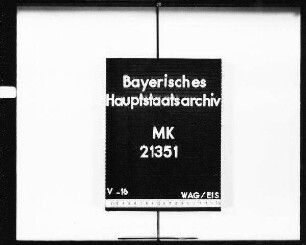 Bayerisches
Hauptstaatsarchiv
MK
21351
V -16 WAG/EIS